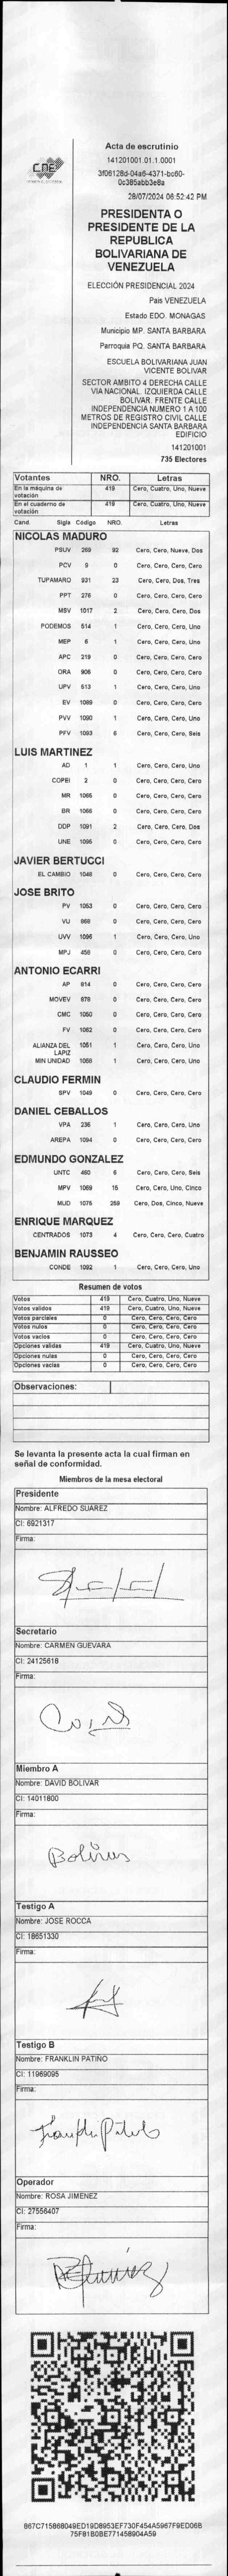 CNE
Acta de escrutinio
141201001.01.1.0001
3f06128d-04a6-4371-bc60-
0c385abb3e8a
28/07/2024 06:52:42 PM
PRESIDENTA O
PRESIDENTE DE LA
REPUBLICA
BOLIVARIANA DE
VENEZUELA
ELECCIÓN PRESIDENCIAL 2024
Pais VENEZUELA
Estado EDO. MONAGAS
Municipio MP. SANTA BARBARA
Parroquia PQ. SANTA BARBARA
ESCUELA BOLIVARIANA JUAN
VICENTE BOLIVAR
SECTOR AMBITO 4 DERECHA CALLE
VIA NACIONAL. IZQUIERDA CALLE
BOLIVAR. FRENTE CALLE
INDEPENDENCIA NUMERO 1 A 100
METROS DE REGISTRO CIVIL CALLE
INDEPENDENCIA SANTA BARBARA
EDIFICIO
141201001
735 Electores
Votantes NRO. Letras
En la máquina de votación 419 Cero, Cuatro, Uno, Nueve
En el cuaderno de votación 419 Cero, Cuatro, Uno, Nueve
Cand. Sigla Código NRO. Letras
NICOLAS MADURO
PSUV 269 92 Cero, Cero, Nueve, Dos
PCV 9 0 Cero, Cero, Cero, Cero
TUPAMARO 931 23 Cero, Cero, Dos, Tres
PPT 276 0 Cero, Cero, Cero, Cero
MSV 1017 2 Cero, Cero, Cero, Dos
PODEMOS 514 1 Cero, Cero, Cero, Uno
MEP 6 1 Cero, Cero, Cero, Uno
APC 219 0 Cero, Cero, Cero, Cero
ORA 906 0 Cero, Cero, Cero, Cero
UPV 513 1 Cero, Cero, Cero, Uno
EV 1089 0 Cero, Cero, Cero, Cero
PVV 1090 1 Cero, Cero, Cero, Uno
PFV 1093 6 Cero, Cero, Cero, Seis
LUIS MARTINEZ
AD 1 1 Cero, Cero, Cero, Uno
COPEI 2 0 Cero, Cero, Cero, Cero
MR 1065 0 Cero, Cero, Cero, Cero
BR 1066 0 Cero, Cero, Cero, Cero
DDP 1091 2 Cero, Cero, Cero, Dos
UNE 1095 0 Cero, Cero, Cero, Cero
JAVIER BERTUCCI
EL CAMBIO 1048 0 Cero, Cero, Cero, Cero
JOSE BRITO
PV 1053 0 Cero, Cero, Cero, Cero
VU 868 0 Cero, Cero, Cero, Cero
UVV 1096 1 Cero, Cero, Cero, Uno
MPJ 458 0 Cero, Cero, Cero, Cero
ANTONIO ECARRI
AP 914 0 Cero, Cero, Cero, Cero
MOVEV 978 0 Cero, Cero, Cero, Cero
CMC 1050 0 Cero, Cero, Cero, Cero
FV 1062 0 Cero, Cero, Cero, Cero
ALIANZA DEL LAPIZ 1051 1 Cero, Cero, Cero, Uno
MIN UNIDAD 1058 1 Cero, Cero, Cero, Uno
CLAUDIO FERMIN
SPV 1049 0 Cero, Cero, Cero, Cero
DANIEL CEBALLOS
VPA 236 1 Cero, Cero, Cero, Uno
AREPA 1094 0 Cero, Cero, Cero, Cero
EDMUNDO GONZALEZ
UNTC 460 6 Cero, Cero, Cero, Seis
MPV 1069 15 Cero, Cero, Uno, Cinco
MUD 1075 259 Cero, Dos, Cinco, Nueve
ENRIQUE MARQUEZ
CENTRADOS 1073 4 Cero, Cero, Cero, Cuatro
BENJAMIN RAUSSEO
CONDE 1092 1 Cero, Cero, Cero, Uno
Resumen de votos
Votos 419 Cero, Cuatro, Uno, Nueve
Votos validos 419 Cero, Cuatro, Uno, Nueve
Votos parciales 0 Cero, Cero, Cero, Cero
Votos nulos 0 Cero, Cero, Cero, Cero
Votos vacios 0 Cero, Cero, Cero, Cero
Opciones validas 419 Cero, Cuatro, Uno, Nueve
Opciones nulas 0 Cero, Cero, Cero, Cero
Opciones vacias 0 Cero, Cero, Cero, Cero
Observaciones:
Se levanta la presente acta la cual firman en
señal de conformidad.
Miembros de la mesa electoral
Presidente
Nombre: ALFREDO SUAREZ
CI: 6921317
Firma:
Secretario
Nombre: CARMEN GUEVARA
CI: 24125618
Firma:
Miembro A
Nombre: DAVID BOLIVAR
CI: 14011800
Firma:
Bolívar
Testigo A
Nombre: JOSE ROCCA
CI: 18651330
Firma:
Testigo B
Nombre: FRANKLIN PATIÑO
CI: 11969095
Firma:
Franklin Patiño
Operador
Nombre: ROSA JIMENEZ
CI: 27556407
Firma:
867C715868049ED19D8953EF730F454A5967F9ED06B
75F81B0BE771458904A59